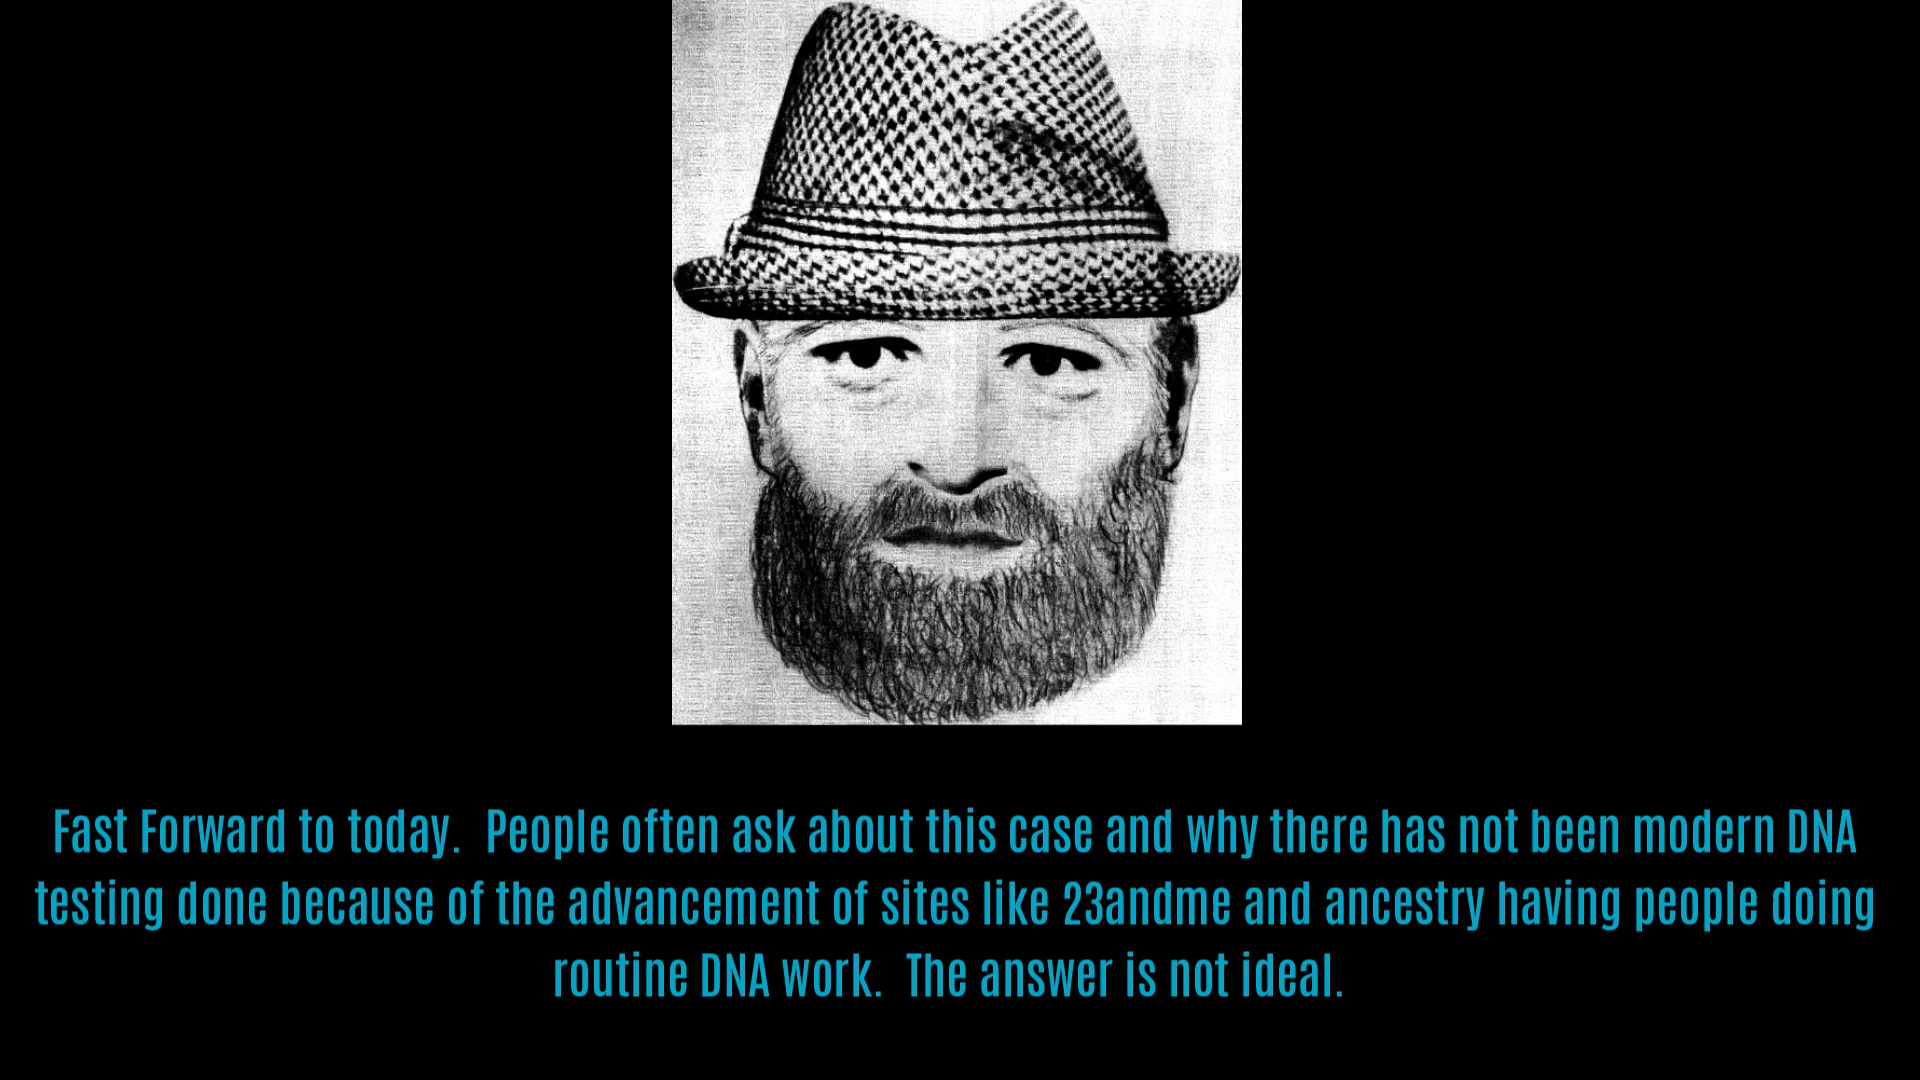 Fast Forward to today.  People often ask about this case and why there has not been modern DNA
testing done because of the advancement of sites like 23andme and ancestry having people doing
routine DNA work.  The answer is not ideal.